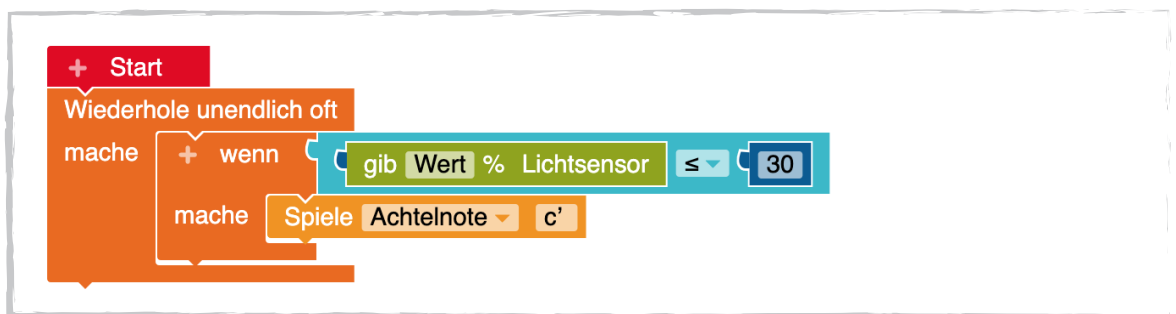 + Start
Wiederhole unendlich oft
mache + wenn gib Wert % Lichtsensor ≤ 30
mache Spiele Achtelnote c'